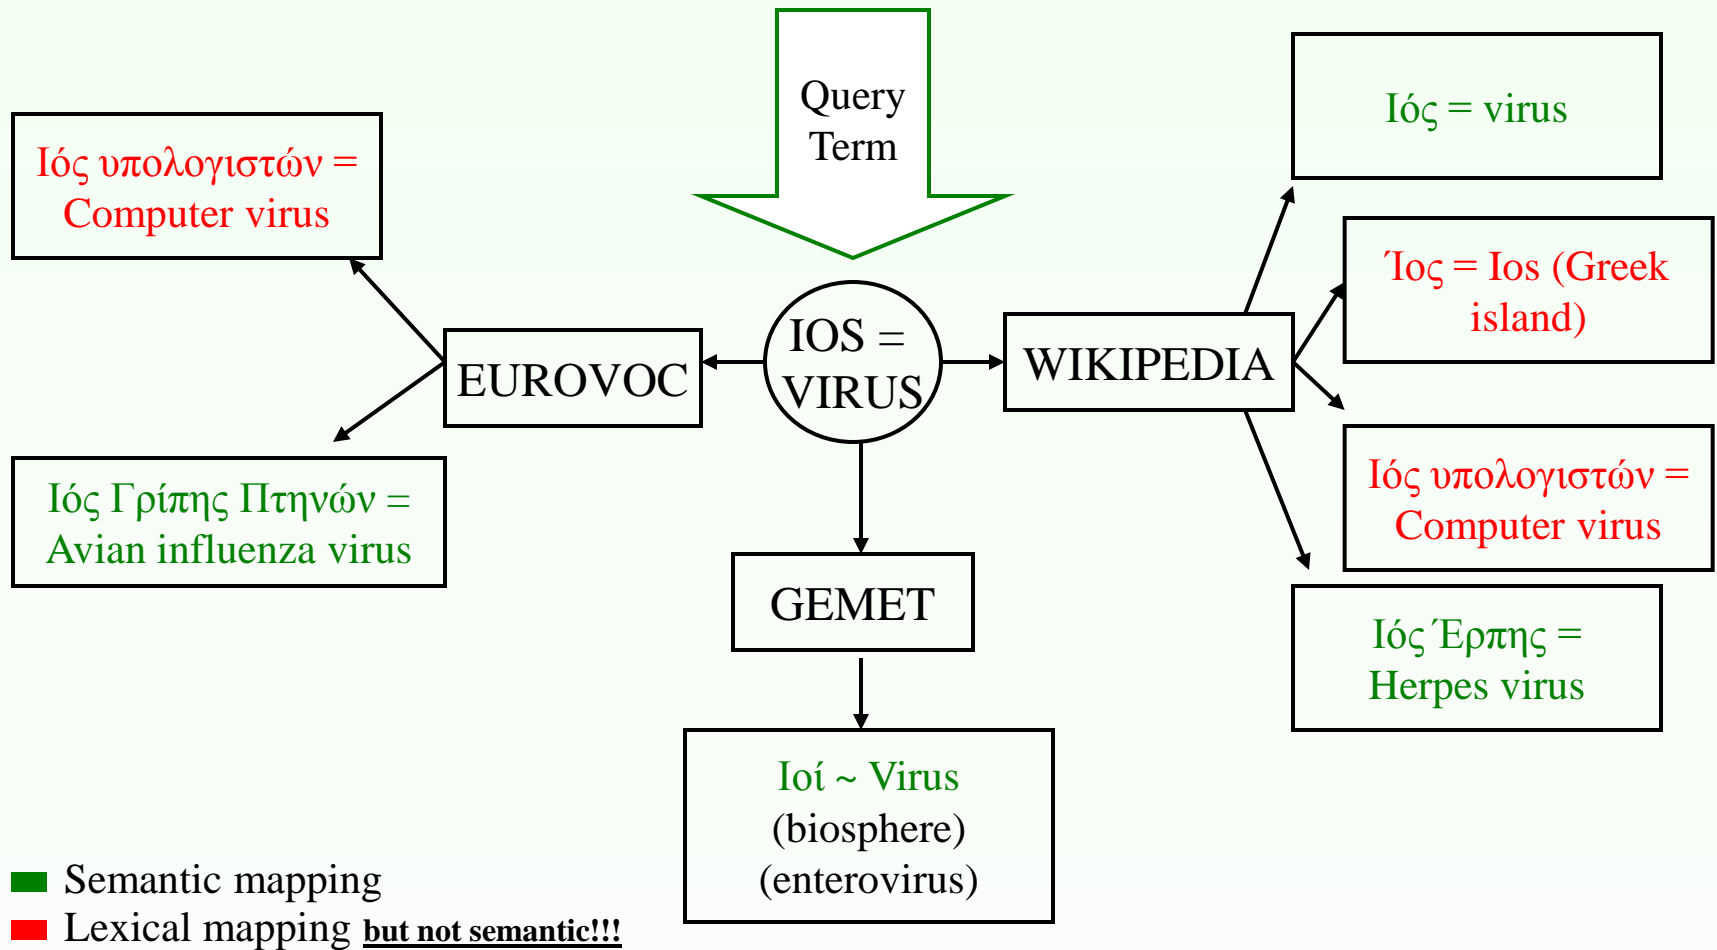 Query
Term
Ιός = virus
Ιός υπολογιστών =
Computer virus
Ίος = Ios (Greek
island)
ΙΟΣ =
VIRUS
EUROVOC
WIKIPEDIA
Ιός Γρίπης Πτηνών =
Avian influenza virus
Ιός υπολογιστών =
Computer virus
GEMET
Ιός Έρπης =
Herpes virus
Ιοί ~ Virus
(biosphere)
(enterovirus)
Semantic mapping
Lexical mapping but not semantic!!!